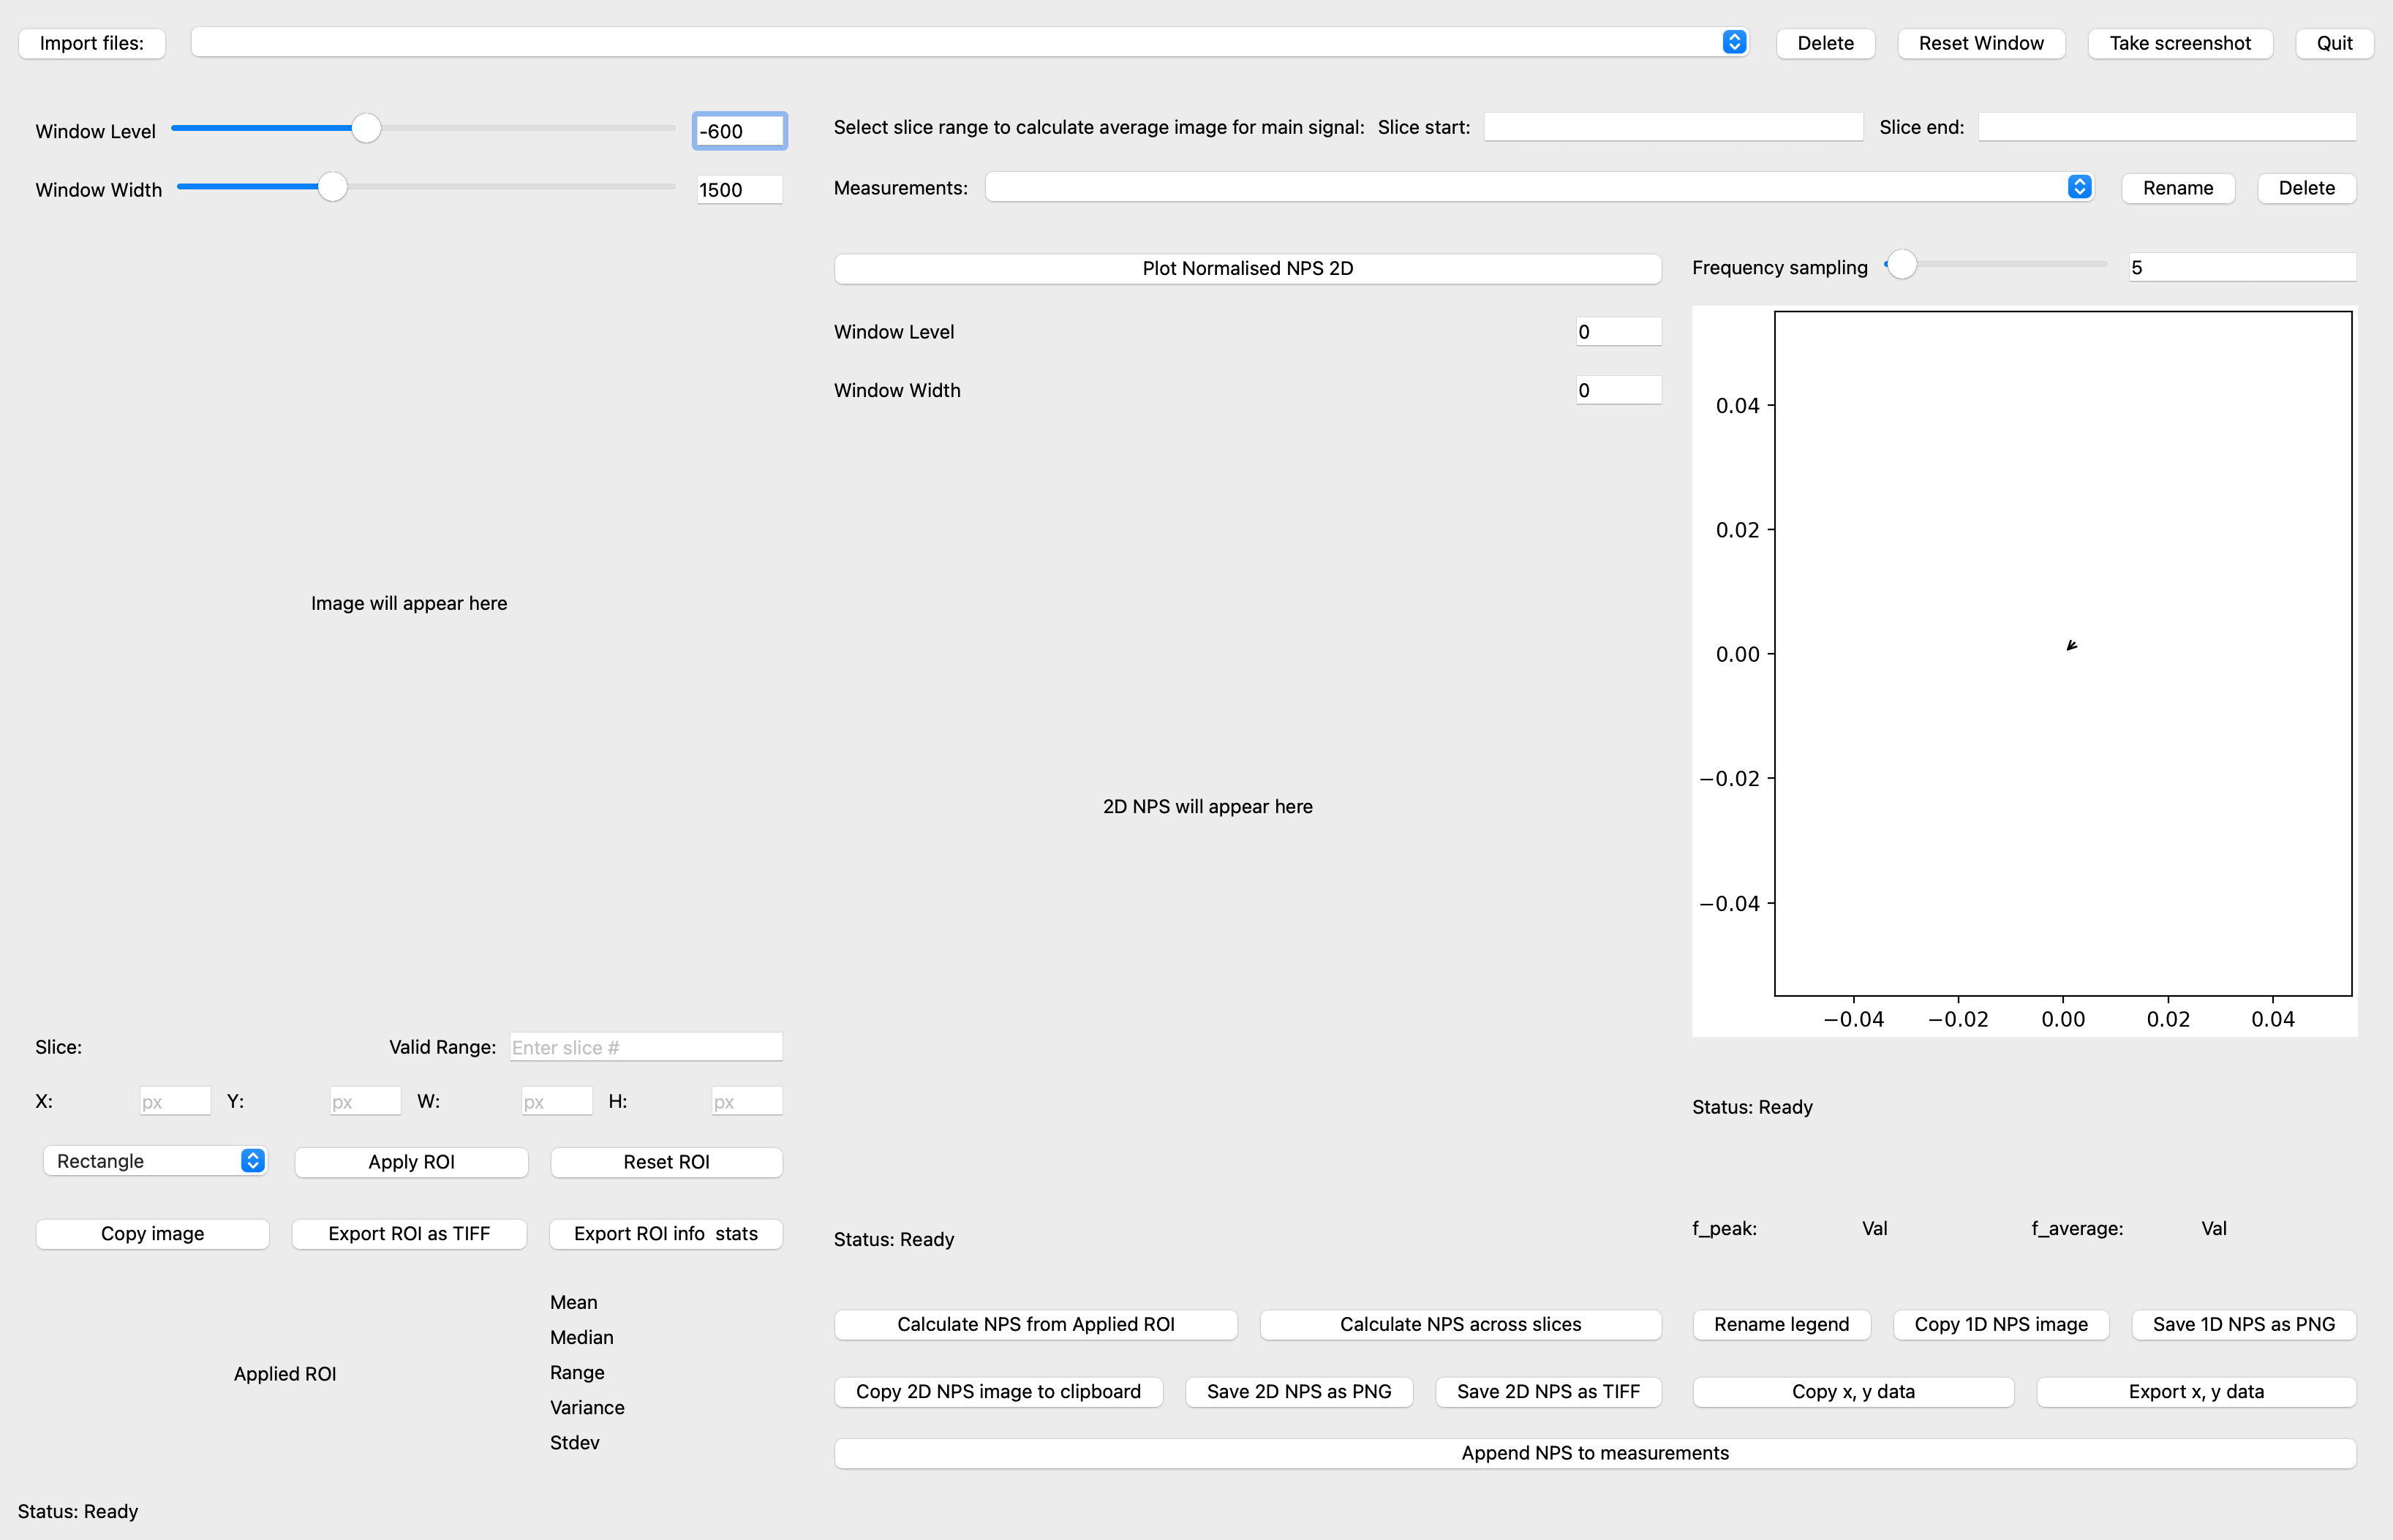 Import files: Delete Reset Window Take screenshot Quit
Window Level -600
Window Width 1500
Select slice range to calculate average image for main signal: Slice start: Slice end:
Measurements: Rename Delete
Plot Normalised NPS 2D
Window Level 0
Window Width 0
Frequency sampling 5
0.04
0.02
0.00
−0.02
−0.04
−0.04 −0.02 0.00 0.02 0.04
Image will appear here
2D NPS will appear here
Slice: Valid Range: Enter slice #
X: px Y: px W: px H: px
Rectangle Apply ROI Reset ROI
Copy image Export ROI as TIFF Export ROI info  stats
Applied ROI
Mean
Median
Range
Variance
Stdev
Status: Ready
Calculate NPS from Applied ROI Calculate NPS across slices
Copy 2D NPS image to clipboard Save 2D NPS as PNG Save 2D NPS as TIFF
Status: Ready
f_peak: Val f_average: Val
Rename legend Copy 1D NPS image Save 1D NPS as PNG
Copy x, y data Export x, y data
Append NPS to measurements
Status: Ready